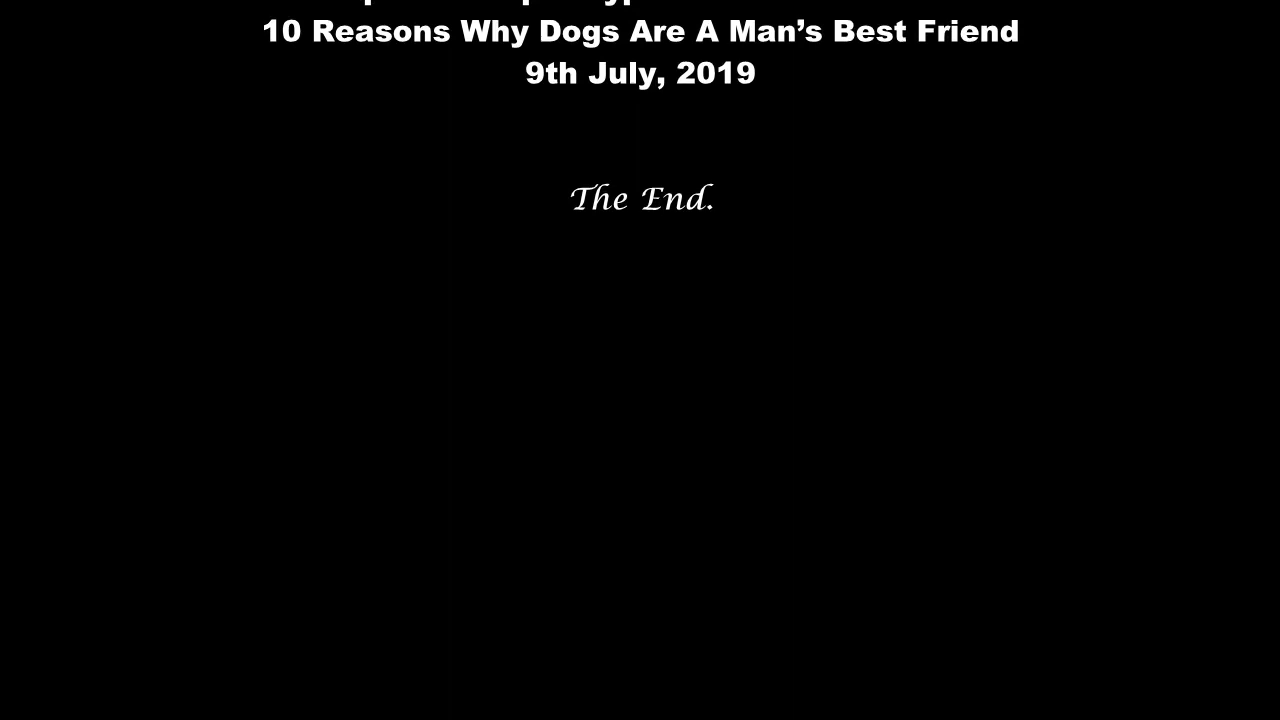 10 Reasons Why Dogs Are A Man’s Best Friend
9th July, 2019
The End.